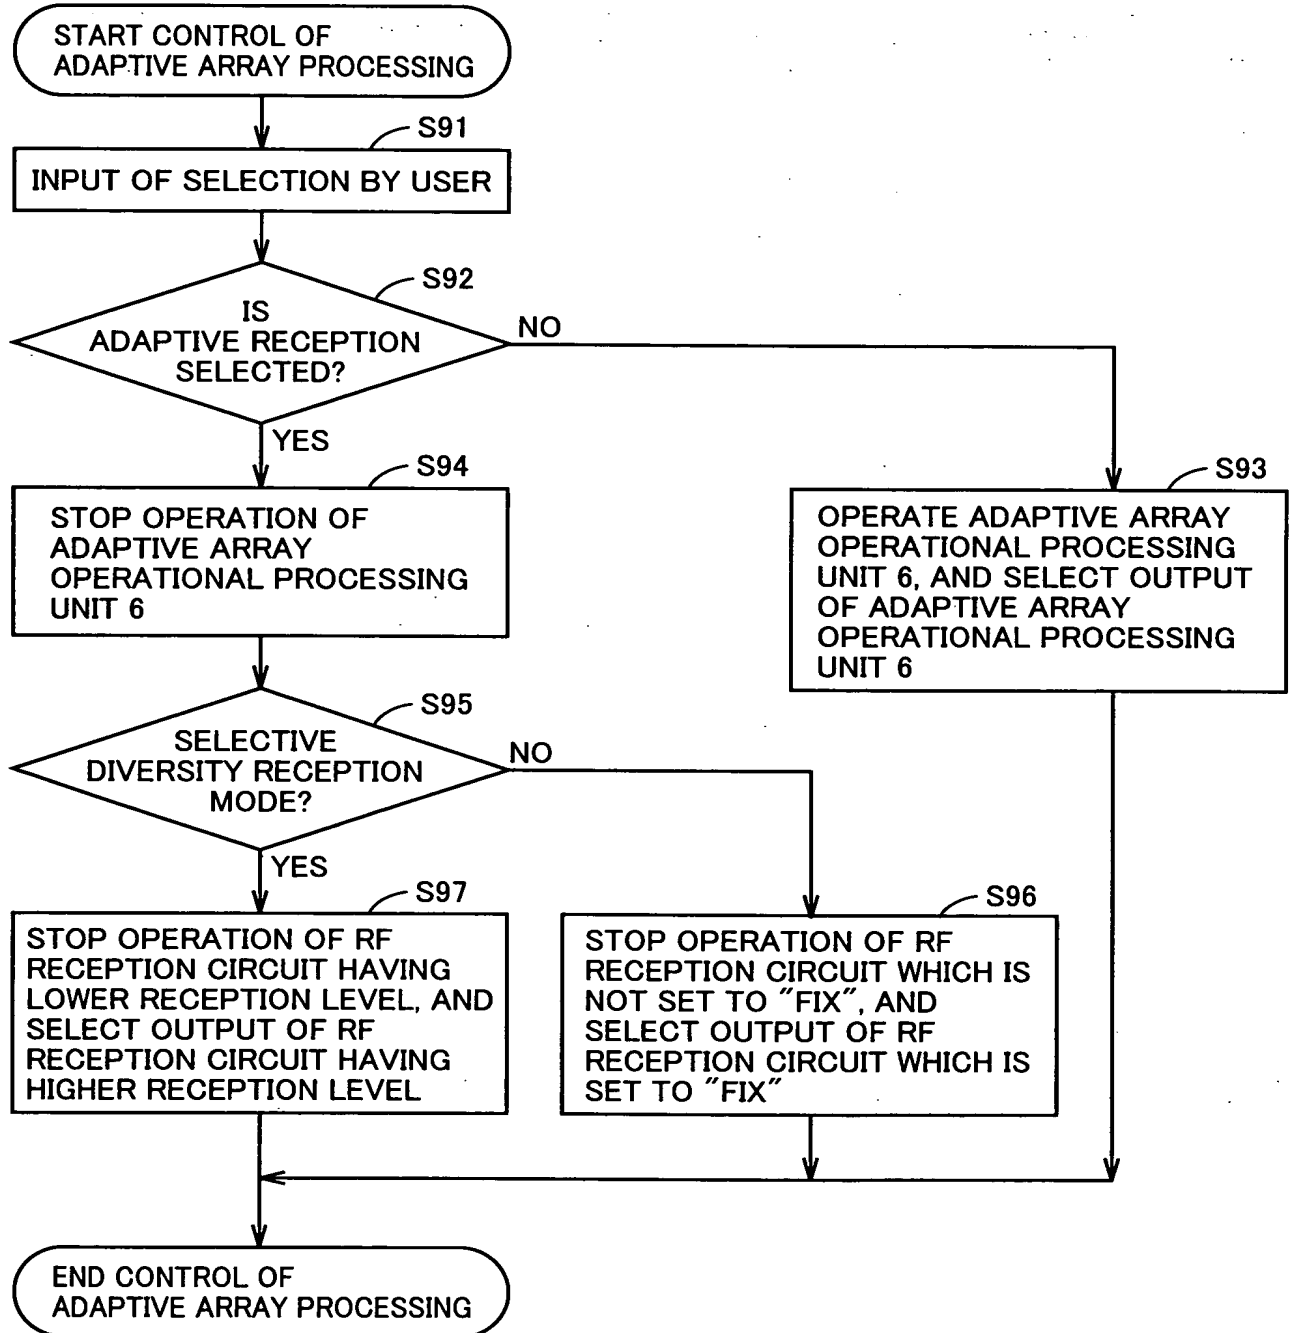 START CONTROL OF
ADAPTIVE ARRAY PROCESSING
S91
INPUT OF SELECTION BY USER
S92
IS
ADAPTIVE RECEPTION
SELECTED?
NO
YES
S94
STOP OPERATION OF
ADAPTIVE ARRAY
OPERATIONAL PROCESSING
UNIT 6
S93
OPERATE ADAPTIVE ARRAY
OPERATIONAL PROCESSING
UNIT 6, AND SELECT OUTPUT
OF ADAPTIVE ARRAY
OPERATIONAL PROCESSING
UNIT 6
S95
SELECTIVE
DIVERSITY RECEPTION
MODE?
NO
YES
S97
STOP OPERATION OF RF
RECEPTION CIRCUIT HAVING
LOWER RECEPTION LEVEL, AND
SELECT OUTPUT OF RF
RECEPTION CIRCUIT HAVING
HIGHER RECEPTION LEVEL
S96
STOP OPERATION OF RF
RECEPTION CIRCUIT WHICH IS
NOT SET TO "FIX", AND
SELECT OUTPUT OF RF
RECEPTION CIRCUIT WHICH IS
SET TO "FIX"
END CONTROL OF
ADAPTIVE ARRAY PROCESSING